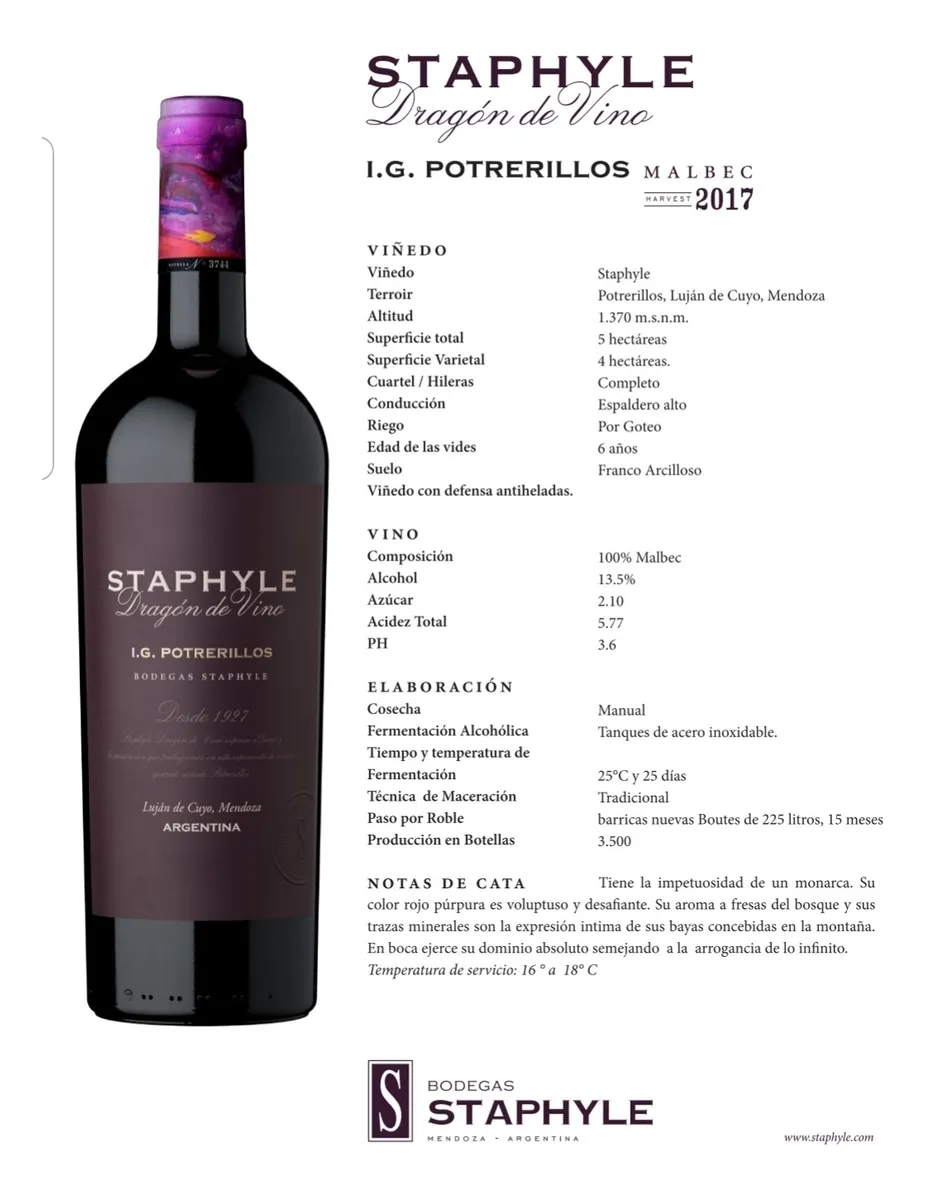 STAPHYLE
Dragón de Vino
I.G. POTRERILLOS MALBEC
HARVEST 2017
VIÑEDO
Viñedo Staphyle
Terroir Potrerillos, Luján de Cuyo, Mendoza
Altitud 1.370 m.s.n.m.
Superficie total 5 hectáreas
Superficie Varietal 4 hectáreas.
Cuartel / Hileras Completo
Conducción Espaldero alto
Riego Por Goteo
Edad de las vides 6 años
Suelo Franco Arcilloso
Viñedo con defensa antiheladas.
VINO
Composición 100% Malbec
Alcohol 13.5%
Azúcar 2.10
Acidez Total 5.77
PH 3.6
ELABORACIÓN
Cosecha Manual
Fermentación Alcohólica Tanques de acero inoxidable.
Tiempo y temperatura de
Fermentación 25°C y 25 días
Técnica de Maceración Tradicional
Paso por Roble barricas nuevas Boutes de 225 litros, 15 meses
Producción en Botellas 3.500
NOTAS DE CATA Tiene la impetuosidad de un monarca. Su
color rojo púrpura es voluptuso y desafiante. Su aroma a fresas del bosque y sus
trazas minerales son la expresión intima de sus bayas concebidas en la montaña.
En boca ejerce su dominio absoluto semejando a la arrogancia de lo infinito.
Temperatura de servicio: 16 ° a 18° C
S
BODEGAS
STAPHYLE
MENDOZA - ARGENTINA
www.staphyle.com
BOTELLA N° 3744
STAPHYLE
Dragón de Vino
I.G. POTRERILLOS
BODEGAS STAPHYLE
Desde 1927
Luján de Cuyo, Mendoza
ARGENTINA